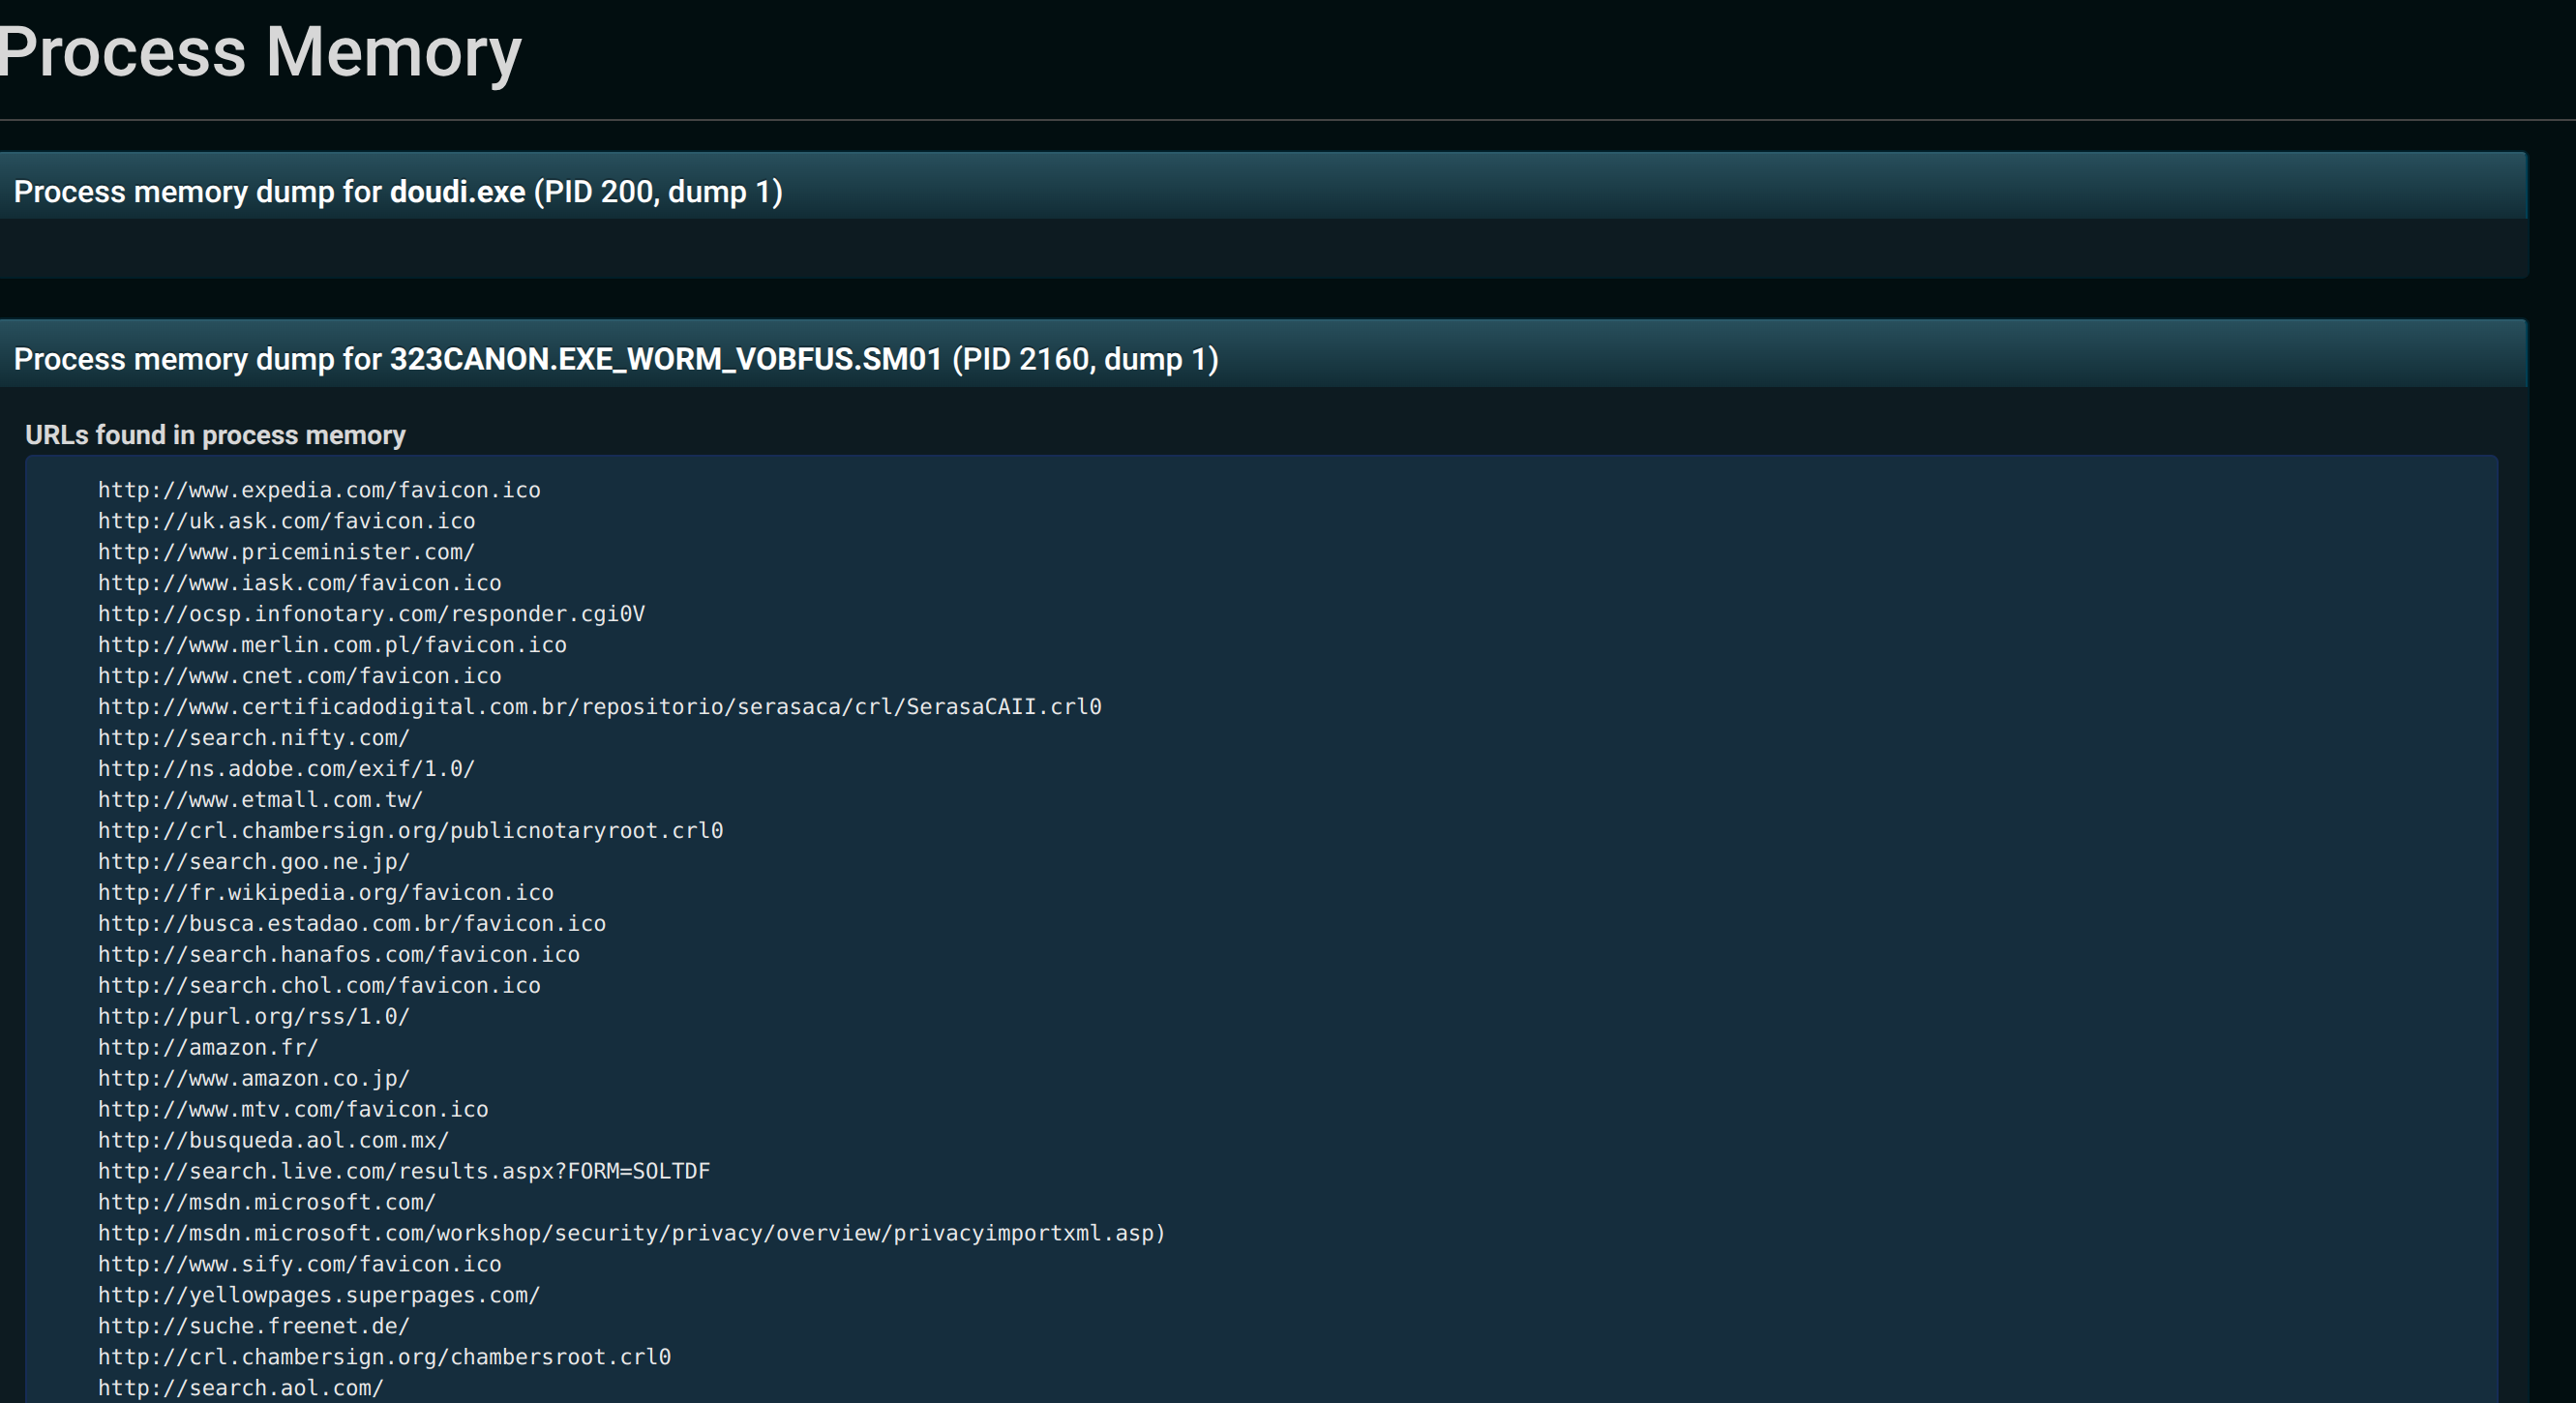 Process Memory
Process memory dump for doudi.exe (PID 200, dump 1)
Process memory dump for 323CANON.EXE_WORM_VOBFUS.SM01 (PID 2160, dump 1)
URLs found in process memory
http://www.expedia.com/favicon.ico
http://uk.ask.com/favicon.ico
http://www.priceminister.com/
http://www.iask.com/favicon.ico
http://ocsp.infonotary.com/responder.cgi0V
http://www.merlin.com.pl/favicon.ico
http://www.cnet.com/favicon.ico
http://www.certificadodigital.com.br/repositorio/serasaca/crl/SerasaCAII.crl0
http://search.nifty.com/
http://ns.adobe.com/exif/1.0/
http://www.etmall.com.tw/
http://crl.chambersign.org/publicnotaryroot.crl0
http://search.goo.ne.jp/
http://fr.wikipedia.org/favicon.ico
http://busca.estadao.com.br/favicon.ico
http://search.hanafos.com/favicon.ico
http://search.chol.com/favicon.ico
http://purl.org/rss/1.0/
http://amazon.fr/
http://www.amazon.co.jp/
http://www.mtv.com/favicon.ico
http://busqueda.aol.com.mx/
http://search.live.com/results.aspx?FORM=SOLTDF
http://msdn.microsoft.com/
http://msdn.microsoft.com/workshop/security/privacy/overview/privacyimportxml.asp)
http://www.sify.com/favicon.ico
http://yellowpages.superpages.com/
http://suche.freenet.de/
http://crl.chambersign.org/chambersroot.crl0
http://search.aol.com/